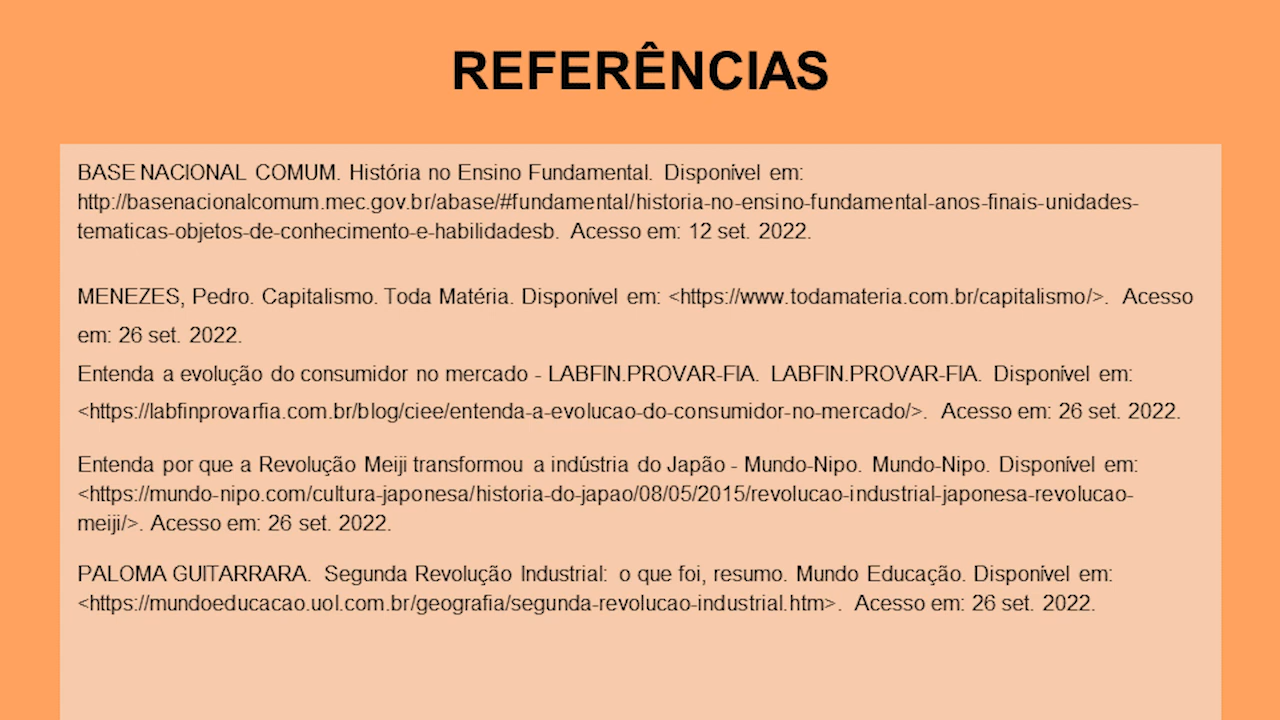 REFERÊNCIAS
BASE NACIONAL COMUM. História no Ensino Fundamental. Disponível em:
http://basenacionalcomum.mec.gov.br/abase/#fundamental/historia-no-ensino-fundamental-anos-finais-unidades-
tematicas-objetos-de-conhecimento-e-habilidadesb. Acesso em: 12 set. 2022.
MENEZES, Pedro. Capitalismo. Toda Matéria. Disponível em: <https://www.todamateria.com.br/capitalismo/>. Acesso
em: 26 set. 2022.
Entenda a evolução do consumidor no mercado - LABFIN.PROVAR-FIA. LABFIN.PROVAR-FIA. Disponível em:
<https://labfinprovarfia.com.br/blog/ciee/entenda-a-evolucao-do-consumidor-no-mercado/>. Acesso em: 26 set. 2022.
Entenda por que a Revolução Meiji transformou a indústria do Japão - Mundo-Nipo. Mundo-Nipo. Disponível em:
<https://mundo-nipo.com/cultura-japonesa/historia-do-japao/08/05/2015/revolucao-industrial-japonesa-revolucao-
meiji/>. Acesso em: 26 set. 2022.
PALOMA GUITARRARA. Segunda Revolução Industrial: o que foi, resumo. Mundo Educação. Disponível em:
<https://mundoeducacao.uol.com.br/geografia/segunda-revolucao-industrial.htm>. Acesso em: 26 set. 2022.